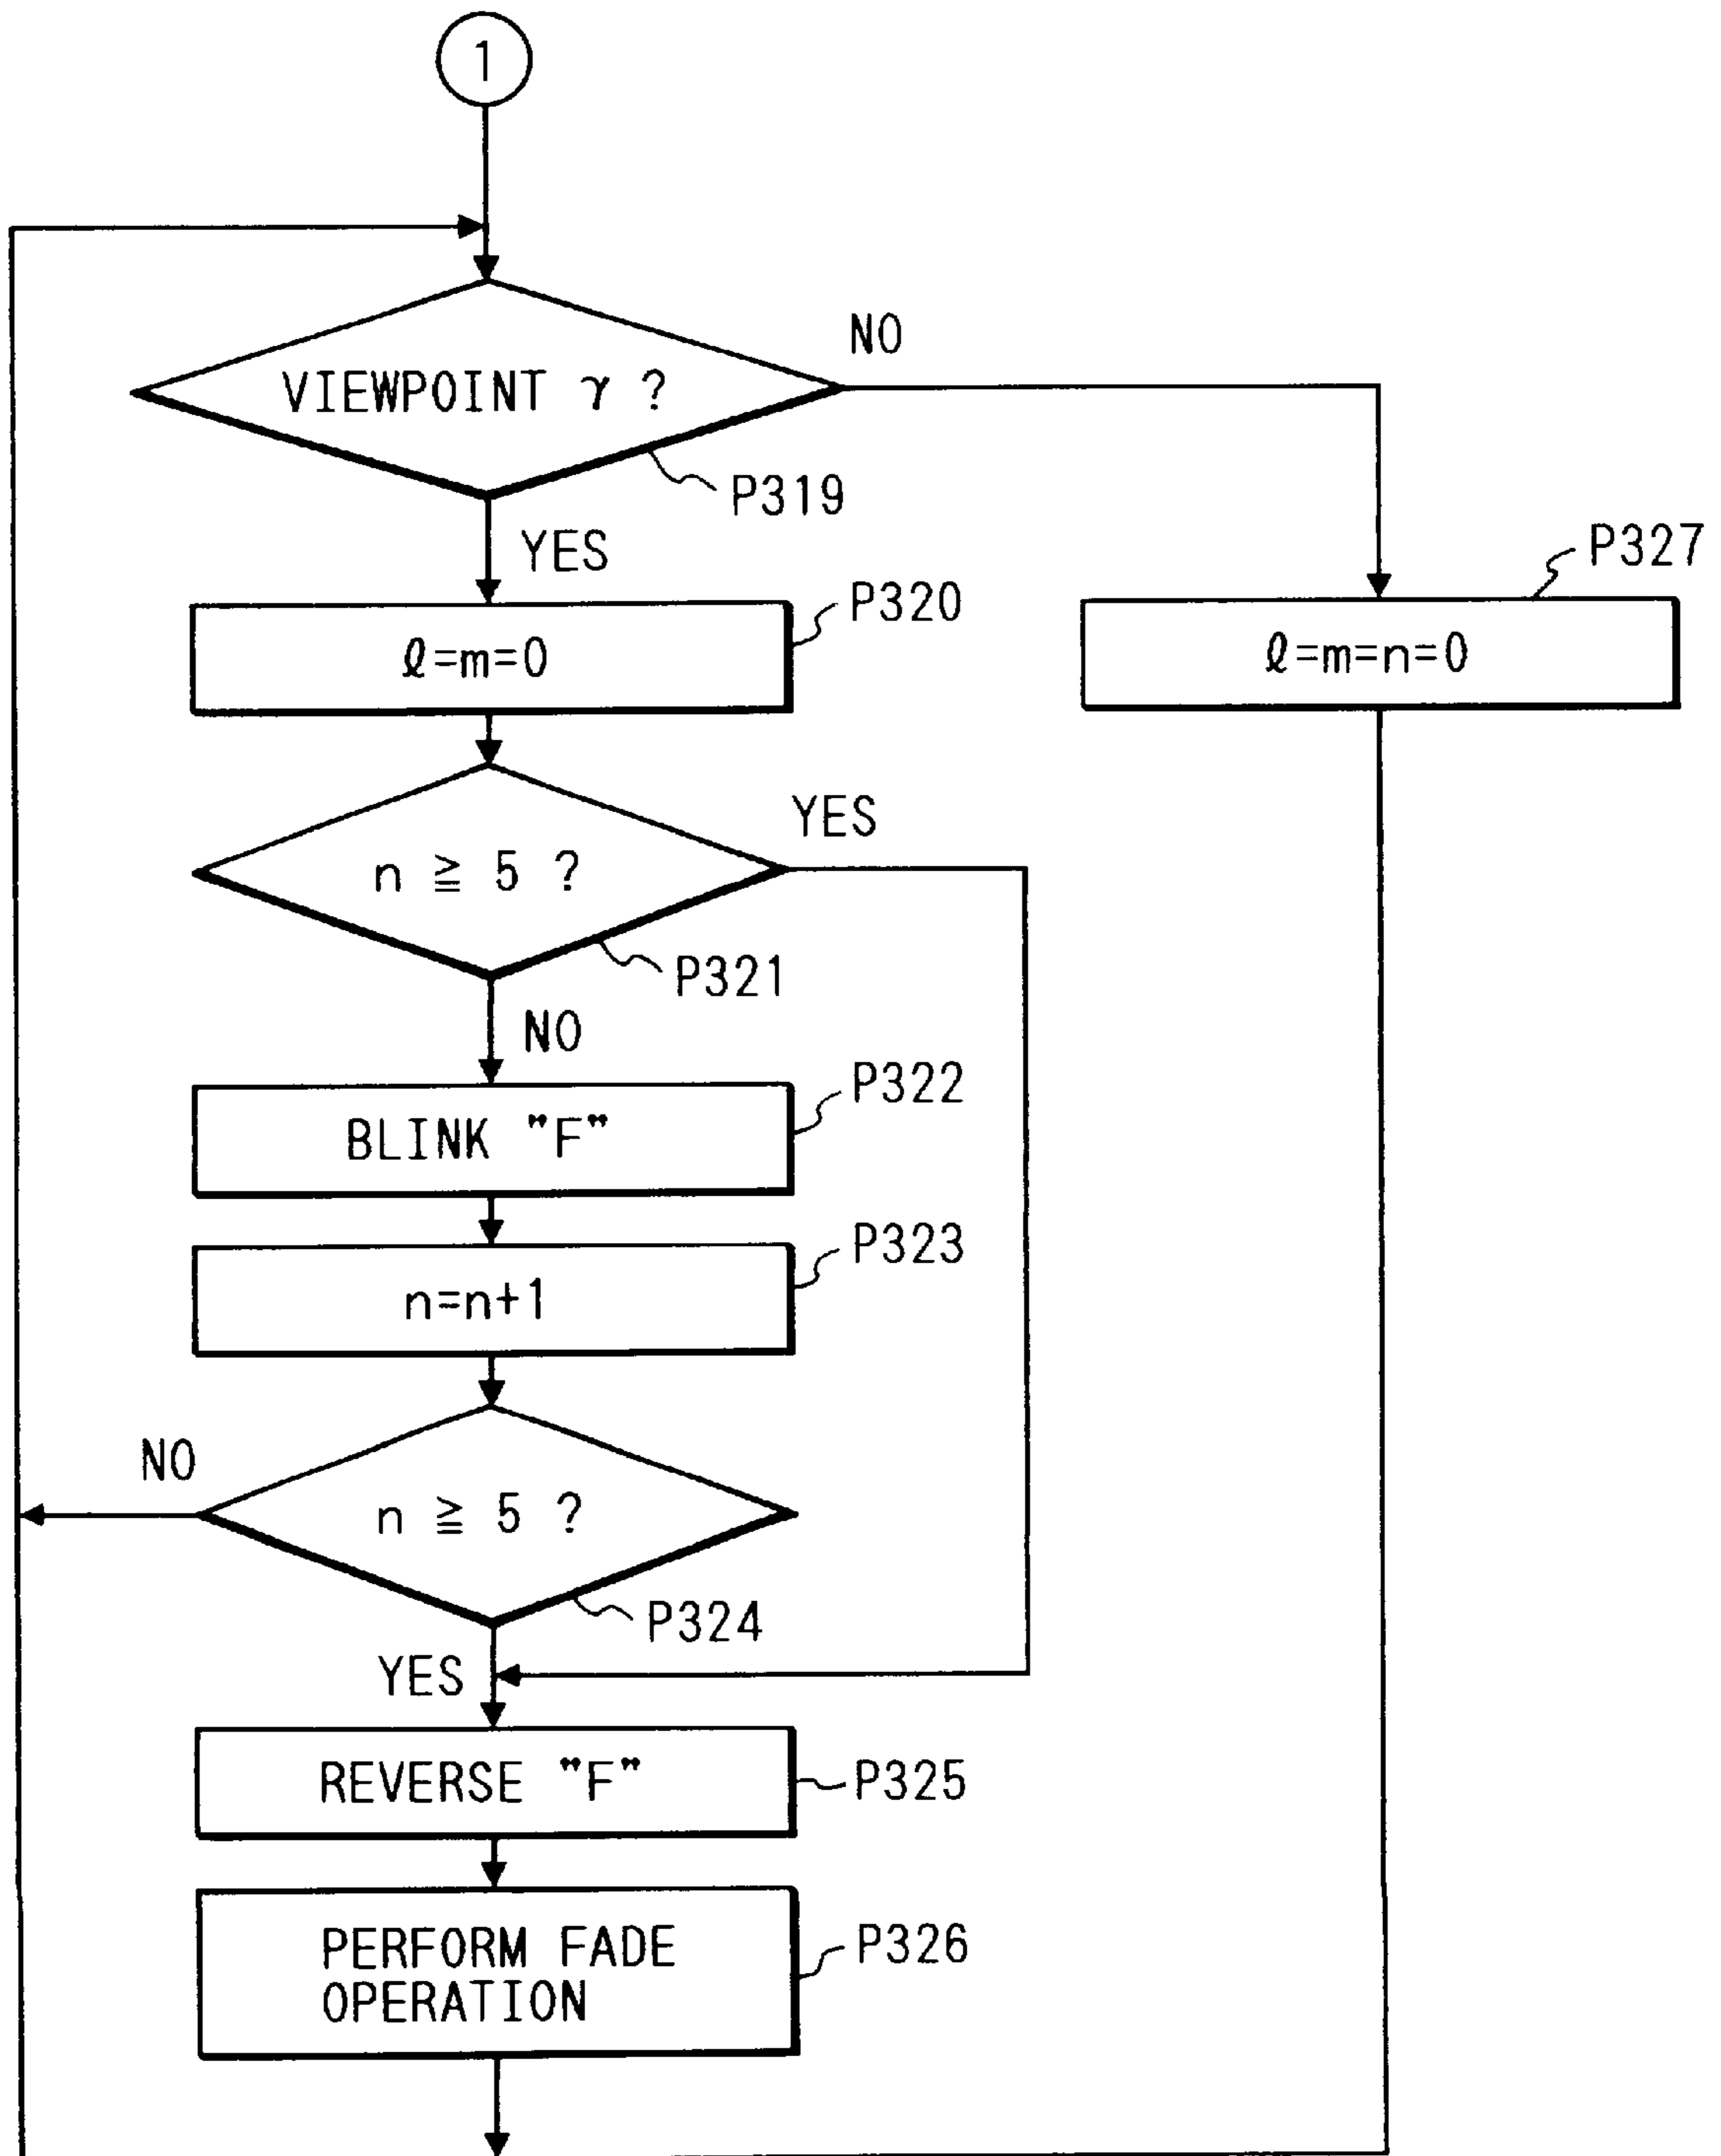 1
NO
VIEWPOINT γ ?
P319
YES
P327
P320
ℓ=m=0
ℓ=m=n=0
YES
n ≧ 5 ?
P321
NO
P322
BLINK "F"
P323
n=n+1
NO
n ≧ 5 ?
P324
YES
REVERSE "F"
P325
PERFORM FADE
OPERATION
P326